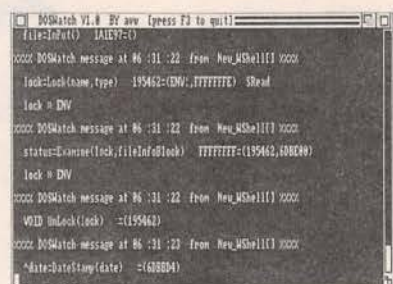 DOSWatch V1.0 BY avw [press F3 to quit]
file=Input() 1A1E97=()
XXXX DOSWatch message at 06 :31 :22 from New_WShell[] XXXX
lock=Lock(name,type) 195462=(ENV:,FFFFFFFE) $Read
lock = ENV
XXXX DOSWatch message at 06 :31 :22 from New_WShell[] XXXX
status=Examine(lock,fileInfoBlock) FFFFFFFF=(195462,6DBE00)
lock = ENV
XXXX DOSWatch message at 06 :31 :22 from New_WShell[] XXXX
VOID UnLock(lock) =(195462)
XXXX DOSWatch message at 06 :31 :23 from New_WShell[] XXXX
^date=DateStamp(date) =(6DBBD4)